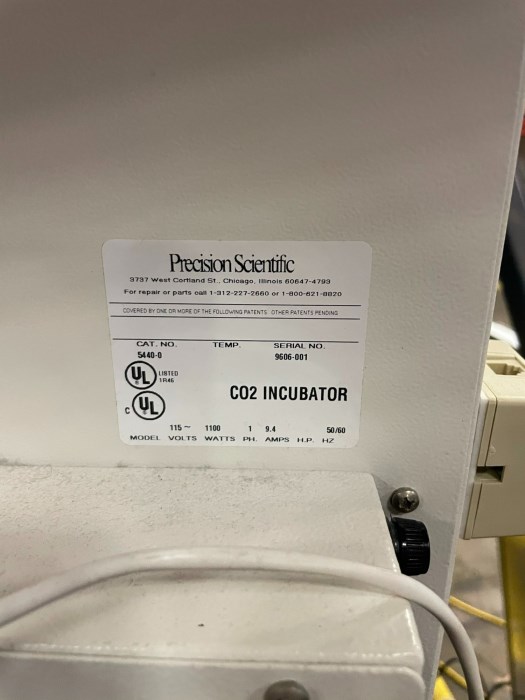 Precision Scientific
3737 West Cortland St., Chicago, Illinois 60647-4793
For repair or parts call 1-312-227-2660 or 1-800-621-8820
COVERED BY ONE OR MORE OF THE FOLLOWING PATENTS OTHER PATENTS PENDING
CAT. NO. TEMP. SERIAL NO.
5440-0 9606-001
UL LISTED
1R46
C UL
CO2 INCUBATOR
115~ 1100 1 9.4 50/60
MODEL VOLTS WATTS PH. AMPS H.P. HZ